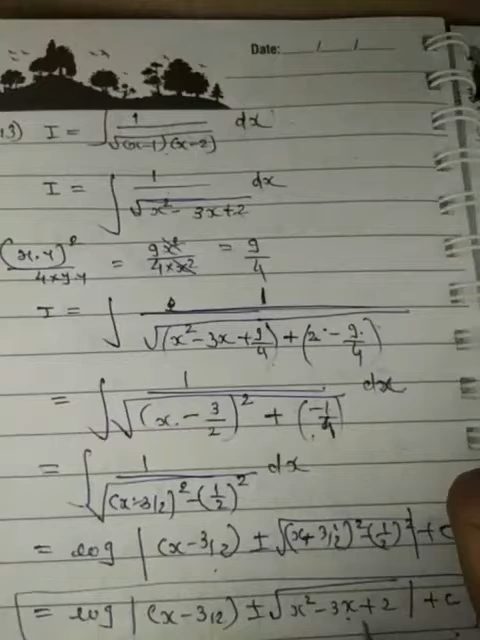 Date: / /
13) I = ∫ 1/√(x-1)(x-2) dx
I = ∫ 1/√x² - 3x+2 dx
(म.प)²/4×पृ.प = 9x²/4×x² = 9/4
I = ∫ 1/√(x² - 3x + 9/4) + (2 - 9/4)
= ∫ 1/√(x - 3/2)² + (-1/4) dx
= ∫ 1/√(x-3/2)² - (1/2)² dx
= log | (x-3/2) ± √(x+3/2)² - (1/2)² | + c
= log | (x-3/2) ± √x² - 3x + 2 | + c